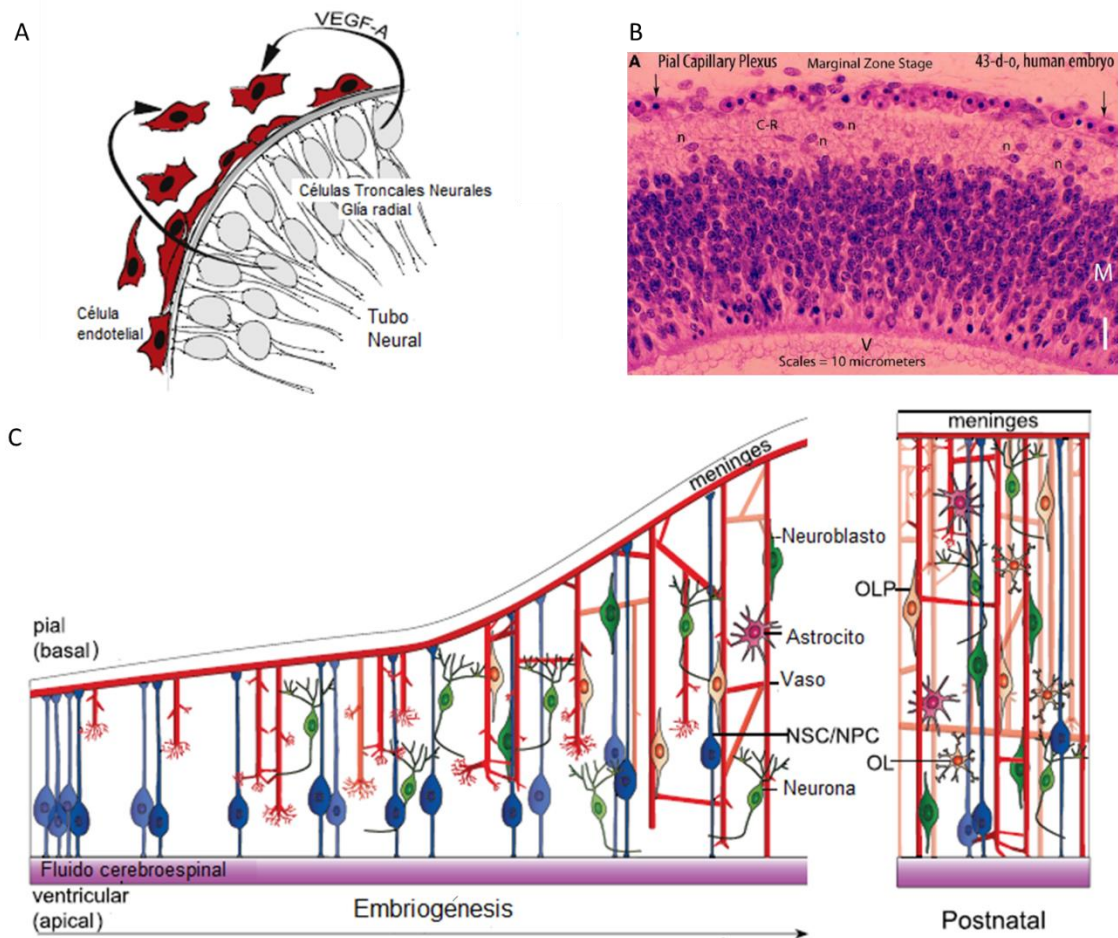 A
VEGF-A
Células Troncales Neurales
Glía radial
Célula
endotelial
Tubo
Neural
B
A Pial Capillary Plexus Marginal Zone Stage 43-d-o, human embryo
C-R
n
n
n
n
n
M
V
Scales = 10 micrometers
C
meninges
pial
(basal)
Neuroblasto
Astrocito
Vaso
NSC/NPC
Neurona
Fluido cerebroespinal
ventricular
(apical)
Embriogénesis
meninges
OLP
OL
Postnatal